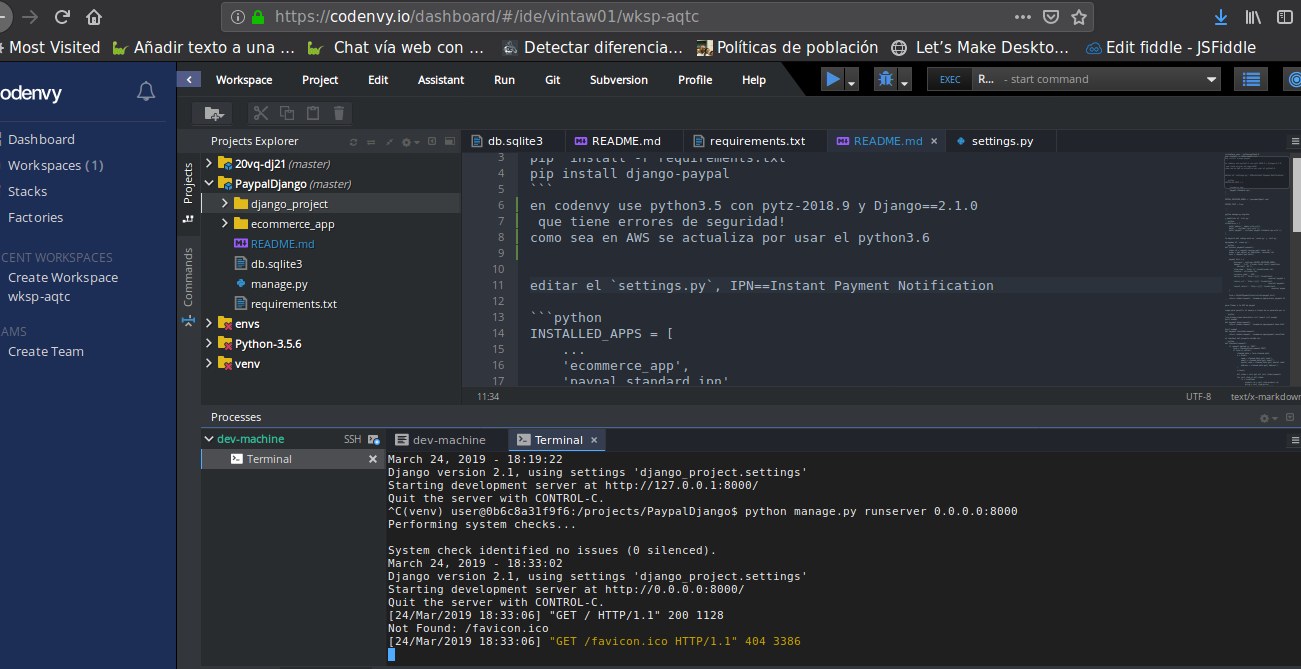 https://codenvy.io/dashboard/#/ide/vintaw01/wksp-aqtc
Most Visited
Añadir texto a una ...
Chat vía web con ...
Detectar diferencia...
Políticas de población
Let's Make Deskto...
Edit fiddle - JSFiddle
odenvy
Dashboard
Workspaces (1)
Stacks
Factories
CENT WORKSPACES
Create Workspace
wksp-aqtc
AMS
Create Team
Workspace Project Edit Assistant Run Git Subversion Profile Help
EXEC R... - start command
Projects Explorer
Projects
Commands
20vq-dj21 (master)
PaypalDjango (master)
django_project
ecommerce_app
README.md
db.sqlite3
manage.py
requirements.txt
envs
Python-3.5.6
venv
db.sqlite3 README.md requirements.txt README.md × settings.py
3 pip install -r requirements.txt
4 pip install django-paypal
5 ```
6 en codenvy use python3.5 con pytz-2018.9 y Django==2.1.0
7 que tiene errores de seguridad!
8 como sea en AWS se actualiza por usar el python3.6
9
10
11 editar el `settings.py`, IPN==Instant Payment Notification
12
13 ```python
14 INSTALLED_APPS = [
15 ...
16 'ecommerce_app',
17 'paypal.standard.ipn'
11:34
UTF-8 text/x-markdown
Processes
dev-machine SSH
Terminal ×
dev-machine Terminal ×
March 24, 2019 - 18:19:22
Django version 2.1, using settings 'django_project.settings'
Starting development server at http://127.0.0.1:8000/
Quit the server with CONTROL-C.
^C(venv) user@0b6c8a31f9f6:/projects/PaypalDjango$ python manage.py runserver 0.0.0.0:8000
Performing system checks...
System check identified no issues (0 silenced).
March 24, 2019 - 18:33:02
Django version 2.1, using settings 'django_project.settings'
Starting development server at http://0.0.0.0:8000/
Quit the server with CONTROL-C.
[24/Mar/2019 18:33:06] "GET / HTTP/1.1" 200 1128
Not Found: /favicon.ico
[24/Mar/2019 18:33:06] "GET /favicon.ico HTTP/1.1" 404 3386